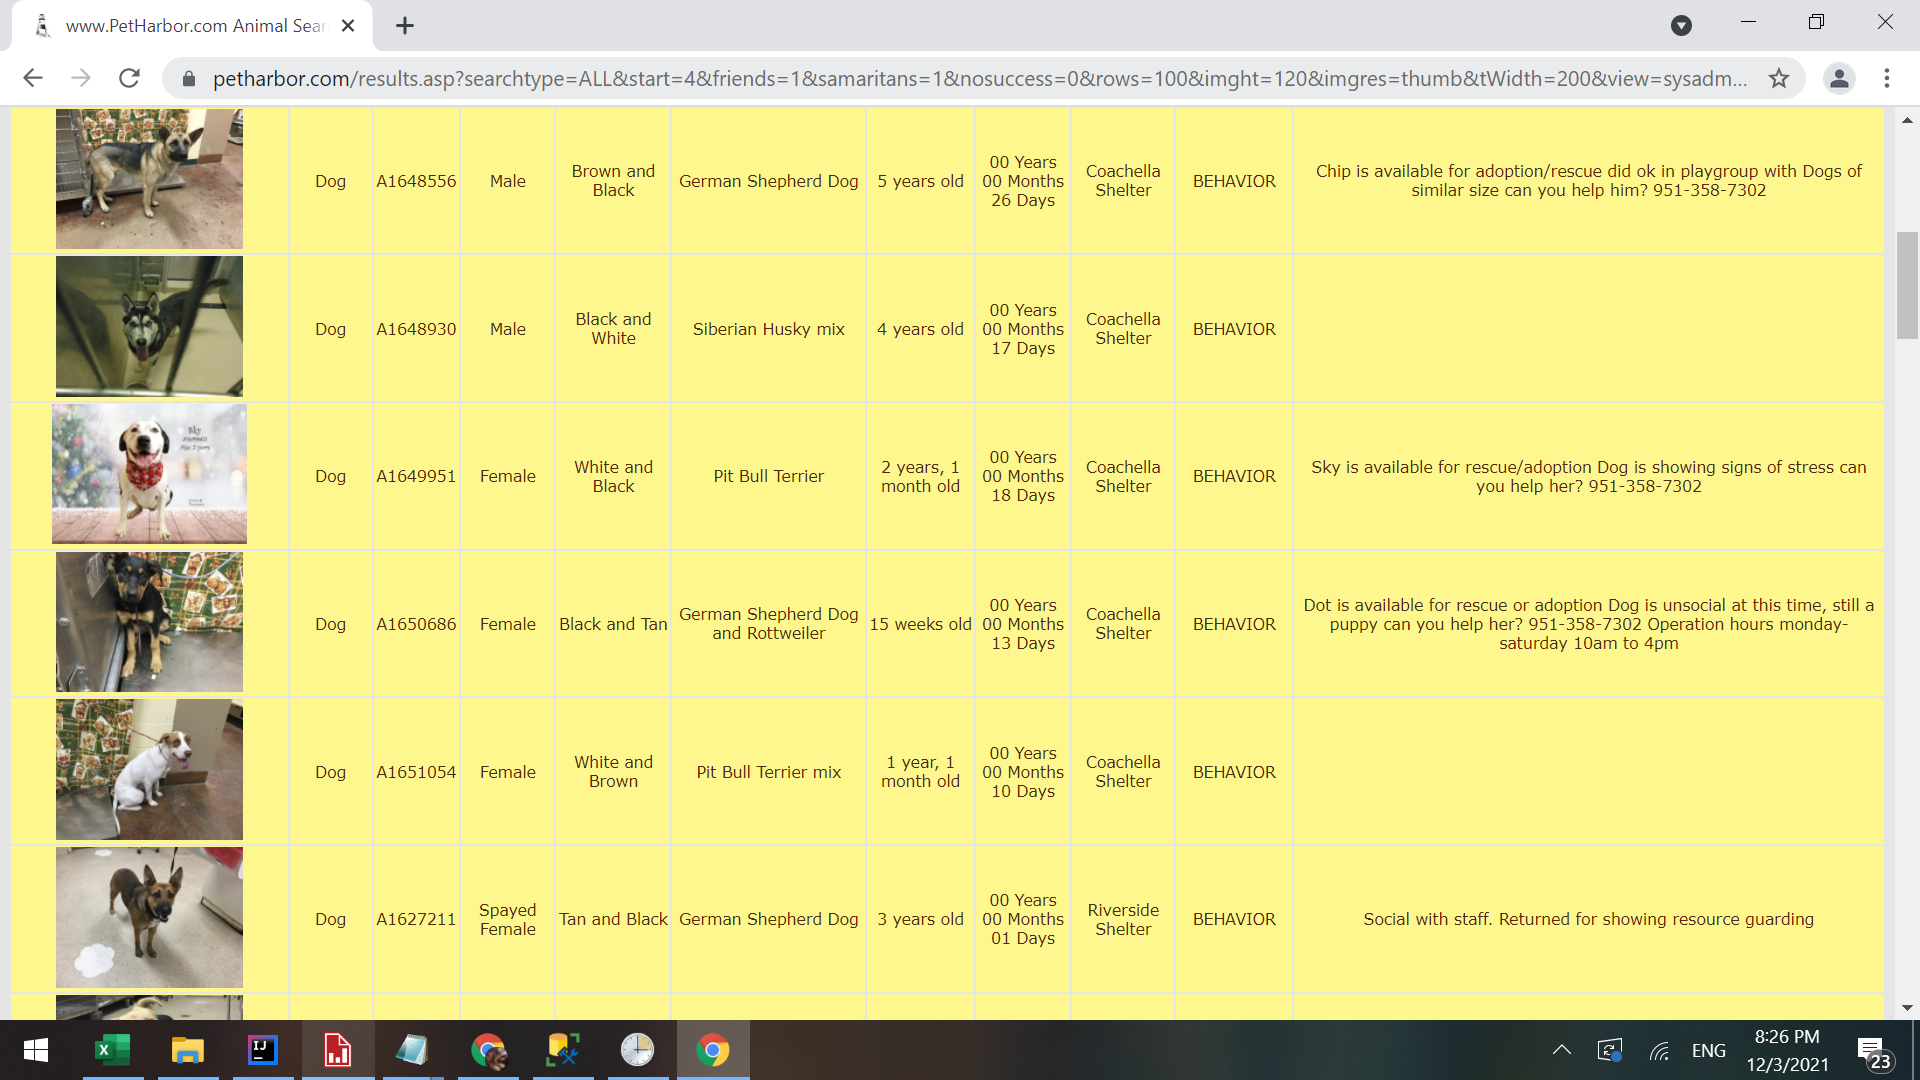 www.PetHarbor.com Animal Sear
petharbor.com/results.asp?searchtype=ALL&start=4&friends=1&samaritans=1&nosuccess=0&rows=100&imght=120&imgres=thumb&tWidth=200&view=sysadm...
Dog
A1648556
Male
Brown and
Black
German Shepherd Dog
5 years old
00 Years
00 Months
26 Days
Coachella
Shelter
BEHAVIOR
Chip is available for adoption/rescue did ok in playgroup with Dogs of
similar size can you help him? 951-358-7302
Dog
A1648930
Male
Black and
White
Siberian Husky mix
4 years old
00 Years
00 Months
17 Days
Coachella
Shelter
BEHAVIOR
Sky
Dog
A1649951
Female
White and
Black
Pit Bull Terrier
2 years, 1
month old
00 Years
00 Months
18 Days
Coachella
Shelter
BEHAVIOR
Sky is available for rescue/adoption Dog is showing signs of stress can
you help her? 951-358-7302
Dog
A1650686
Female
Black and Tan
German Shepherd Dog
and Rottweiler
15 weeks old
00 Years
00 Months
13 Days
Coachella
Shelter
BEHAVIOR
Dot is available for rescue or adoption Dog is unsocial at this time, still a
puppy can you help her? 951-358-7302 Operation hours monday-
saturday 10am to 4pm
Dog
A1651054
Female
White and
Brown
Pit Bull Terrier mix
1 year, 1
month old
00 Years
00 Months
10 Days
Coachella
Shelter
BEHAVIOR
Dog
A1627211
Spayed
Female
Tan and Black
German Shepherd Dog
3 years old
00 Years
00 Months
01 Days
Riverside
Shelter
BEHAVIOR
Social with staff. Returned for showing resource guarding
ENG
8:26 PM
12/3/2021
23